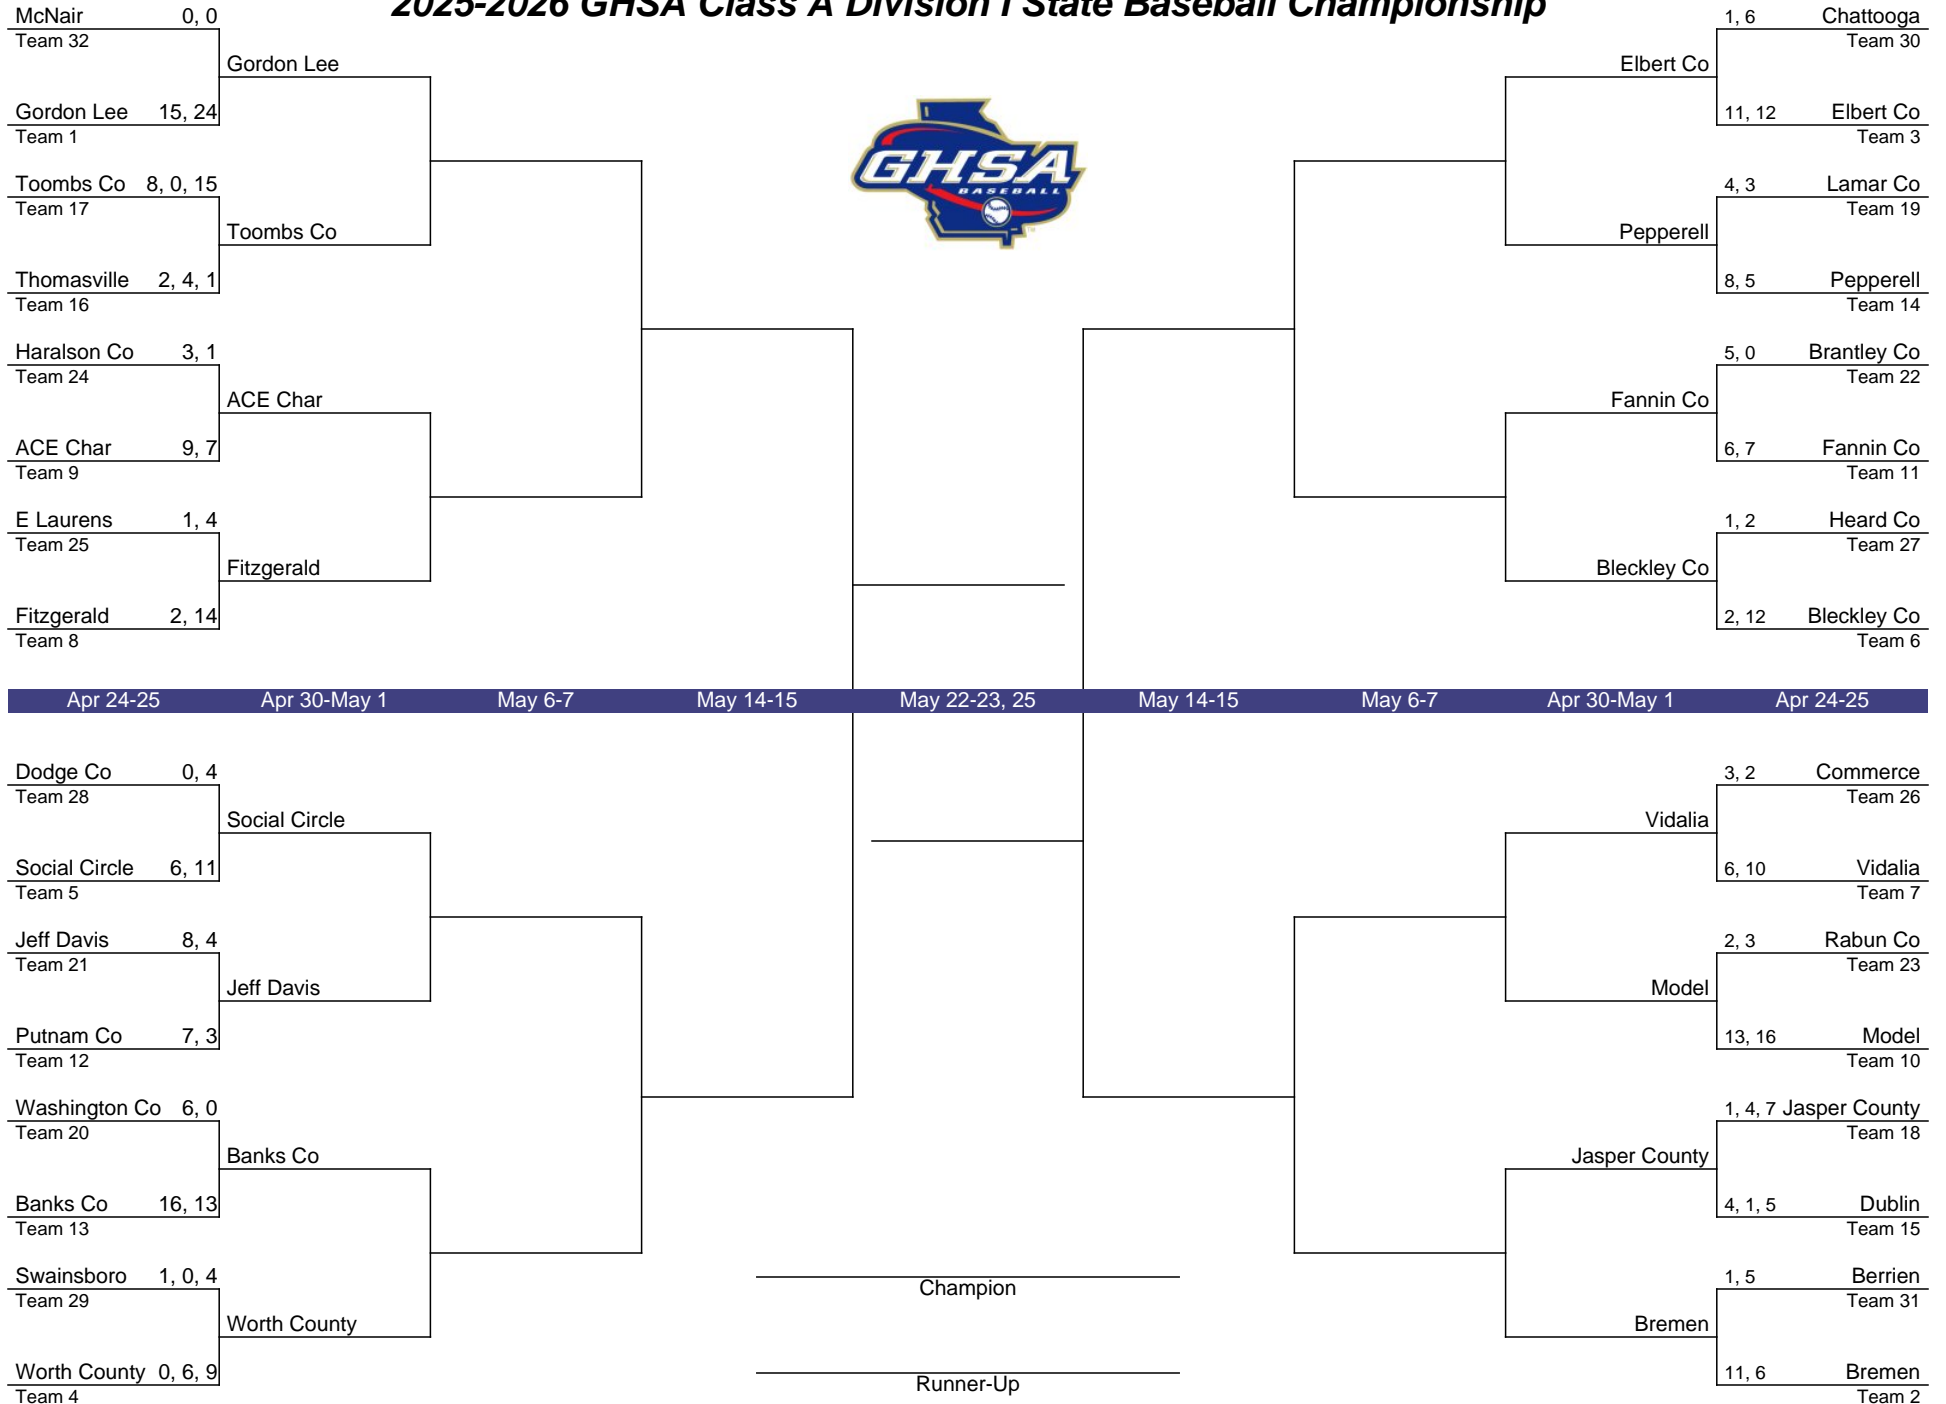 2025-2026 GHSA Class A Division I State Baseball Championship
McNair 0, 0
Team 32
Gordon Lee
Gordon Lee 15, 24
Team 1
Toombs Co 8, 0, 15
Team 17
Toombs Co
Thomasville 2, 4, 1
Team 16
Haralson Co 3, 1
Team 24
ACE Char
ACE Char 9, 7
Team 9
E Laurens 1, 4
Team 25
Fitzgerald
Fitzgerald 2, 14
Team 8
GHSA
BASEBALL
1, 6 Chattooga
Team 30
Elbert Co
11, 12 Elbert Co
Team 3
4, 3 Lamar Co
Team 19
Pepperell
8, 5 Pepperell
Team 14
5, 0 Brantley Co
Team 22
Fannin Co
6, 7 Fannin Co
Team 11
1, 2 Heard Co
Team 27
Bleckley Co
2, 12 Bleckley Co
Team 6
Apr 24-25 Apr 30-May 1 May 6-7 May 14-15 May 22-23, 25 May 14-15 May 6-7 Apr 30-May 1 Apr 24-25
Dodge Co 0, 4
Team 28
Social Circle
Social Circle 6, 11
Team 5
Jeff Davis 8, 4
Team 21
Jeff Davis
Putnam Co 7, 3
Team 12
Washington Co 6, 0
Team 20
Banks Co
Banks Co 16, 13
Team 13
Swainsboro 1, 0, 4
Team 29
Worth County
Worth County 0, 6, 9
Team 4
Champion
Runner-Up
3, 2 Commerce
Team 26
Vidalia
6, 10 Vidalia
Team 7
2, 3 Rabun Co
Team 23
Model
13, 16 Model
Team 10
1, 4, 7 Jasper County
Team 18
Jasper County
4, 1, 5 Dublin
Team 15
1, 5 Berrien
Team 31
Bremen
11, 6 Bremen
Team 2